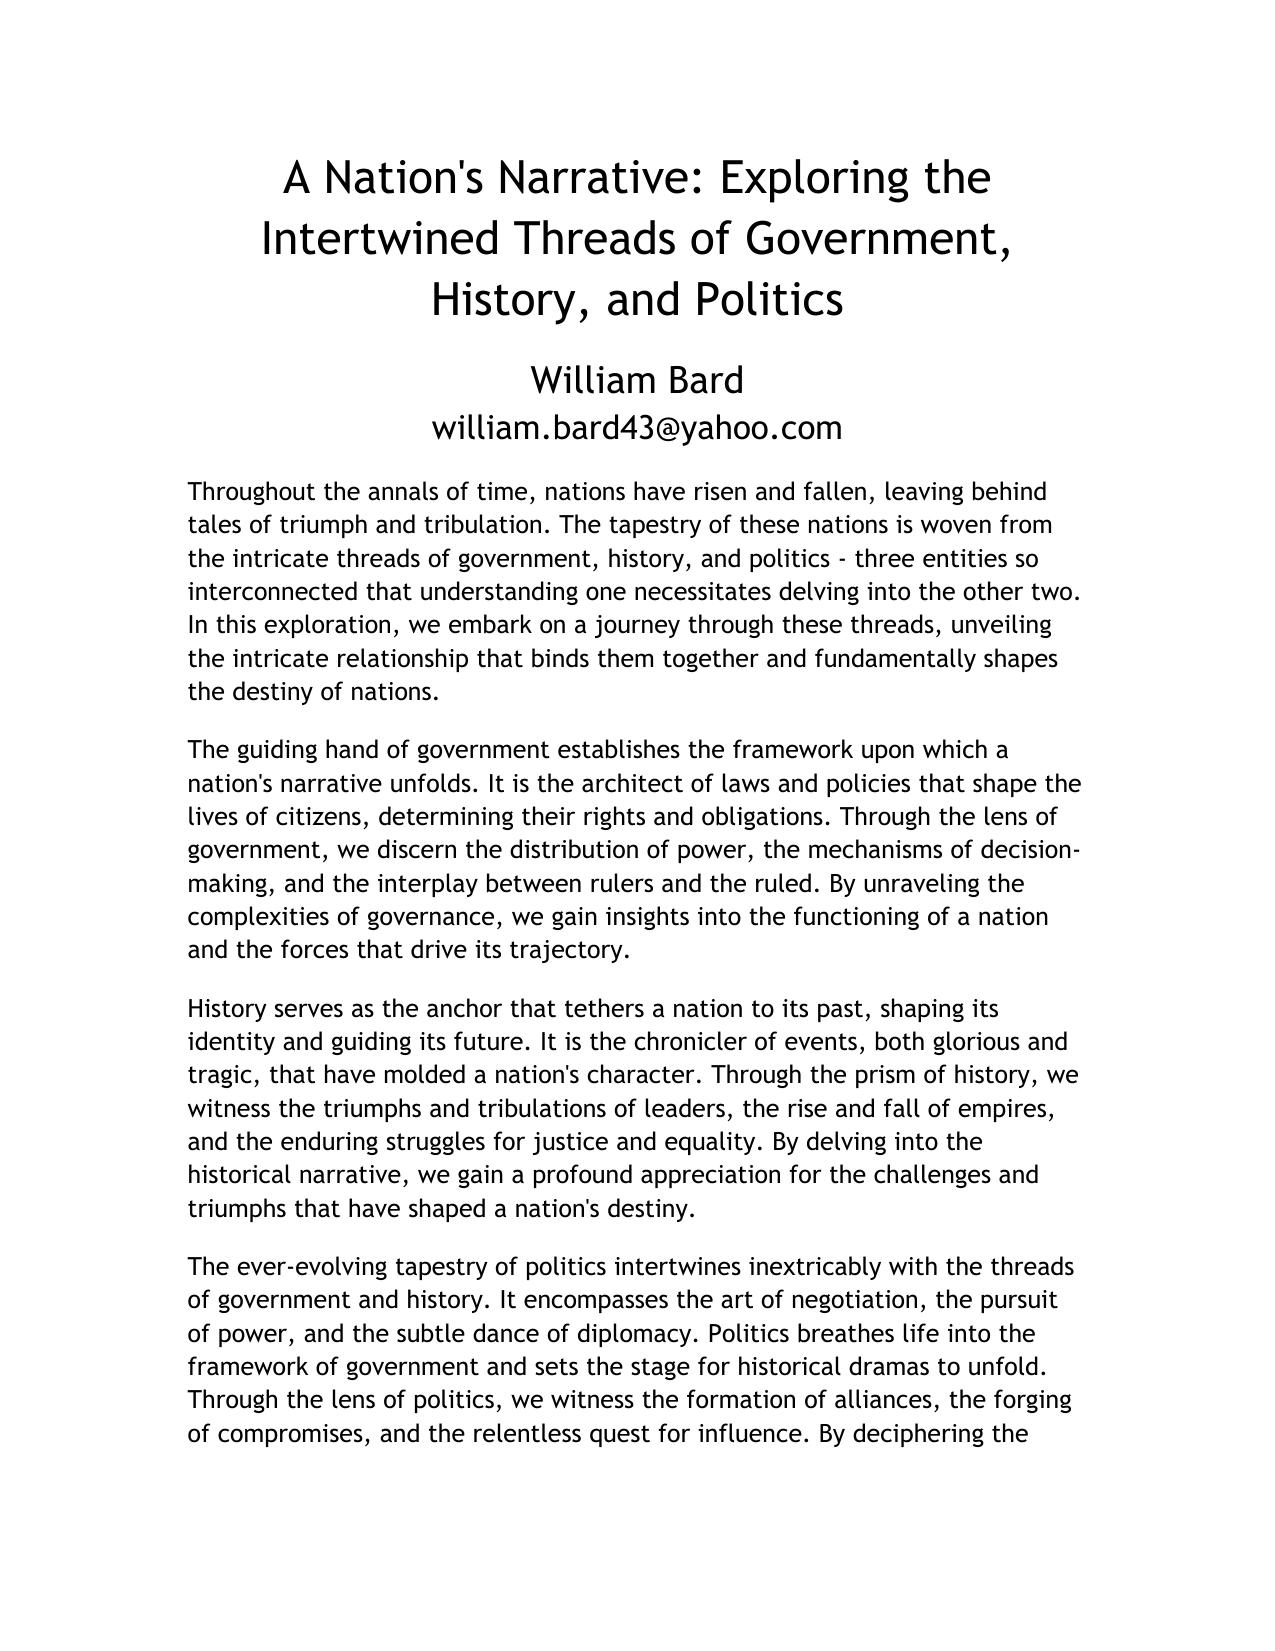 A Nation's Narrative: Exploring the
Intertwined Threads of Government,
History, and Politics
William Bard
william.bard43@yahoo.com
Throughout the annals of time, nations have risen and fallen, leaving behind
tales of triumph and tribulation. The tapestry of these nations is woven from
the intricate threads of government, history, and politics - three entities so
interconnected that understanding one necessitates delving into the other two.
In this exploration, we embark on a journey through these threads, unveiling
the intricate relationship that binds them together and fundamentally shapes
the destiny of nations.
The guiding hand of government establishes the framework upon which a
nation's narrative unfolds. It is the architect of laws and policies that shape the
lives of citizens, determining their rights and obligations. Through the lens of
government, we discern the distribution of power, the mechanisms of decision-
making, and the interplay between rulers and the ruled. By unraveling the
complexities of governance, we gain insights into the functioning of a nation
and the forces that drive its trajectory.
History serves as the anchor that tethers a nation to its past, shaping its
identity and guiding its future. It is the chronicler of events, both glorious and
tragic, that have molded a nation's character. Through the prism of history, we
witness the triumphs and tribulations of leaders, the rise and fall of empires,
and the enduring struggles for justice and equality. By delving into the
historical narrative, we gain a profound appreciation for the challenges and
triumphs that have shaped a nation's destiny.
The ever-evolving tapestry of politics intertwines inextricably with the threads
of government and history. It encompasses the art of negotiation, the pursuit
of power, and the subtle dance of diplomacy. Politics breathes life into the
framework of government and sets the stage for historical dramas to unfold.
Through the lens of politics, we witness the formation of alliances, the forging
of compromises, and the relentless quest for influence. By deciphering the